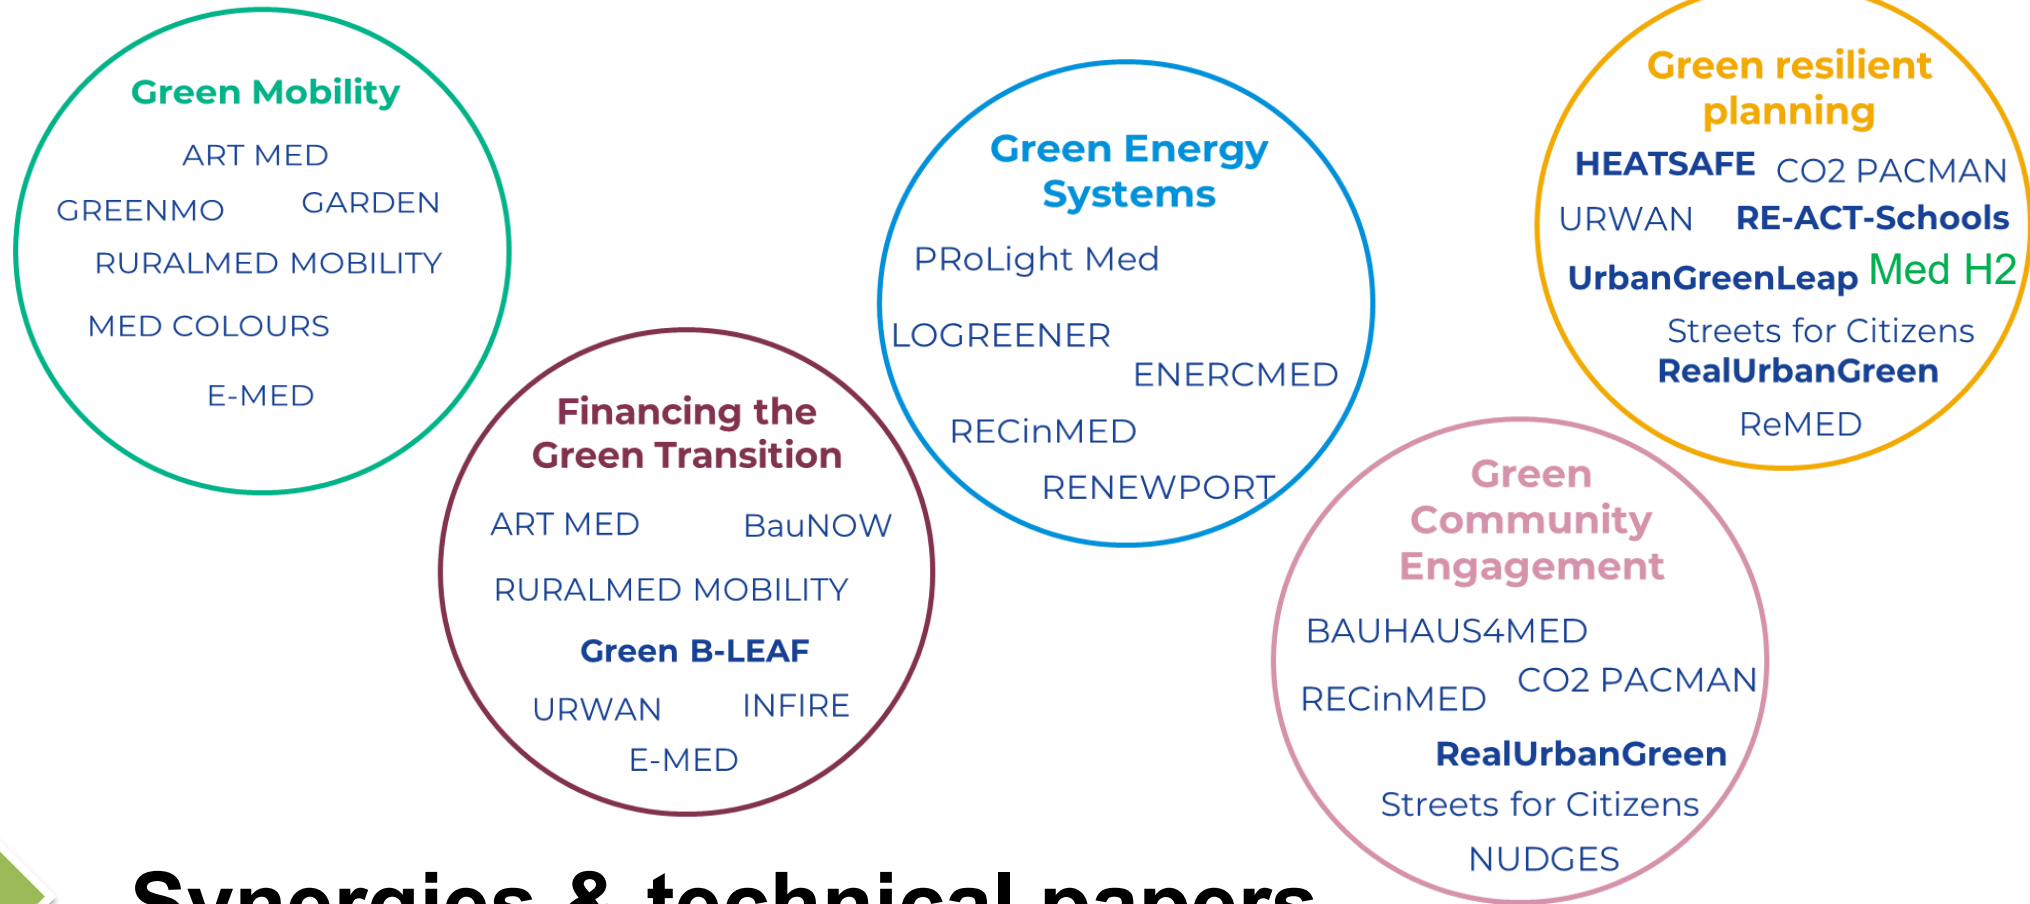 Green Mobility
ART MED
GREENMO
GARDEN
RURALMED MOBILITY
MED COLOURS
E-MED
Financing the
Green Transition
ART MED
BauNOW
RURALMED MOBILITY
Green B-LEAF
URWAN
INFIRE
E-MED
Green Energy
Systems
PRoLight Med
LOGREENER
ENERCMED
RECinMED
RENEWPORT
Green resilient
planning
HEATSAFE
CO2 PACMAN
URWAN
RE-ACT-Schools
UrbanGreenLeap
Med H2
Streets for Citizens
RealUrbanGreen
ReMED
Green
Community
Engagement
BAUHAUS4MED
CO2 PACMAN
RECinMED
RealUrbanGreen
Streets for Citizens
NUDGES
Synergies & technical papers